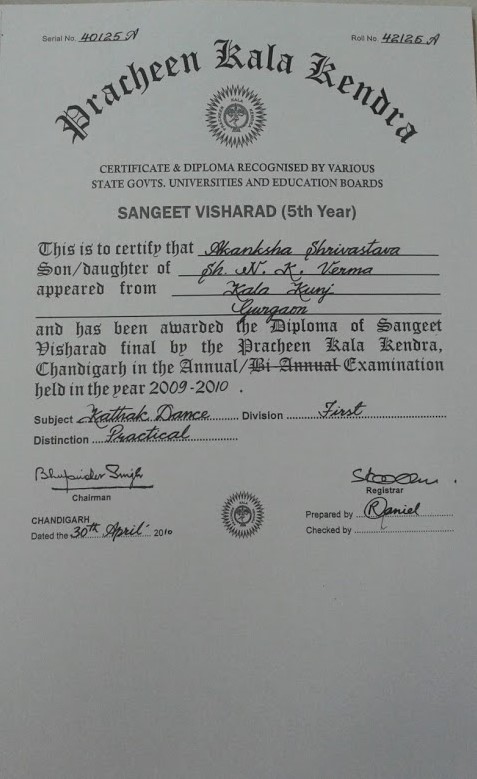 Serial No. 40125 A Roll No. 42126 A
Pracheen Kala Kendra
CERTIFICATE & DIPLOMA RECOGNISED BY VARIOUS
STATE GOVTS. UNIVERSITIES AND EDUCATION BOARDS
SANGEET VISHARAD (5th Year)
This is to certify that Akanksha Shrivastava
Son/daughter of Sh. N. K. Verma
appeared from Kala Kunj
Gurgaon
and has been awarded the Diploma of Sangeet
Visharad final by the Pracheen Kala Kendra,
Chandigarh in the Annual/Bi-Annual Examination
held in the year 2009-2010 .
Subject Kathak Dance Division First
Distinction Practical
Bhupinder Singh
Chairman
Registrar
CHANDIGARH
Dated the 30th April 2010
Prepared by Raniel
Checked by